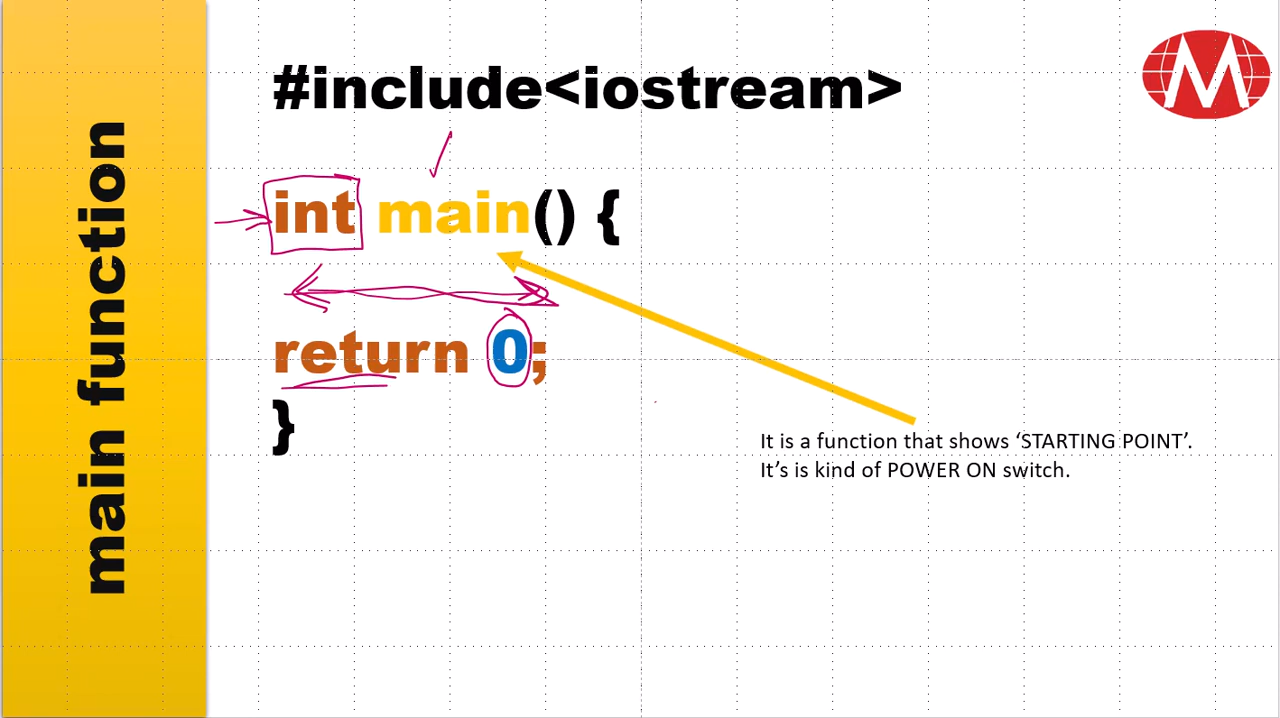 main function
#include<iostream>
int main() {
return 0;
}
It is a function that shows ‘STARTING POINT’.
It’s is kind of POWER ON switch.
M